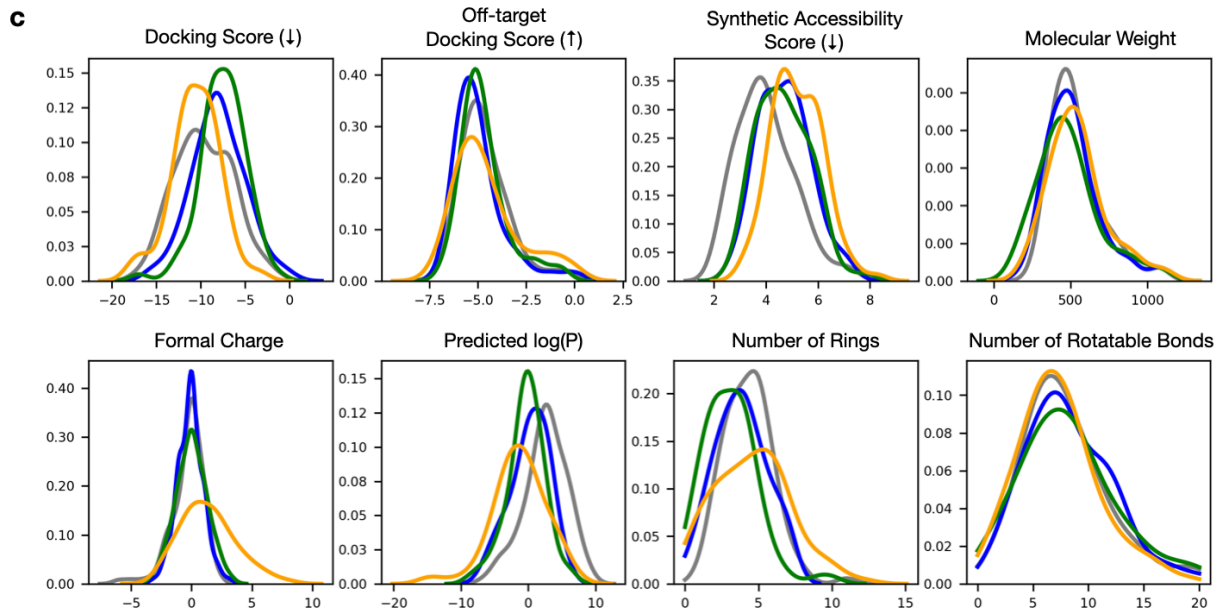 c
Docking Score (↓)
Off-target
Docking Score (↑)
Synthetic Accessibility
Score (↓)
Molecular Weight
0.15
0.12
0.10
0.08
0.05
0.03
0.00
−20 −15 −10 −5 0
0.40
0.30
0.20
0.10
0.00
−7.5 −5.0 −2.5 0.0 2.5
0.35
0.30
0.25
0.20
0.15
0.10
0.05
0.00
2 4 6 8
0.00
0.00
0.00
0.00
0.00
0.00
0 500 1000
Formal Charge
Predicted log(P)
Number of Rings
Number of Rotatable Bonds
0.40
0.30
0.20
0.10
0.00
−5 0 5 10
0.15
0.12
0.10
0.08
0.05
0.03
0.00
−20 −10 0 10
0.20
0.15
0.10
0.05
0.00
0 5 10 15
0.10
0.08
0.06
0.04
0.02
0.00
0 5 10 15 20